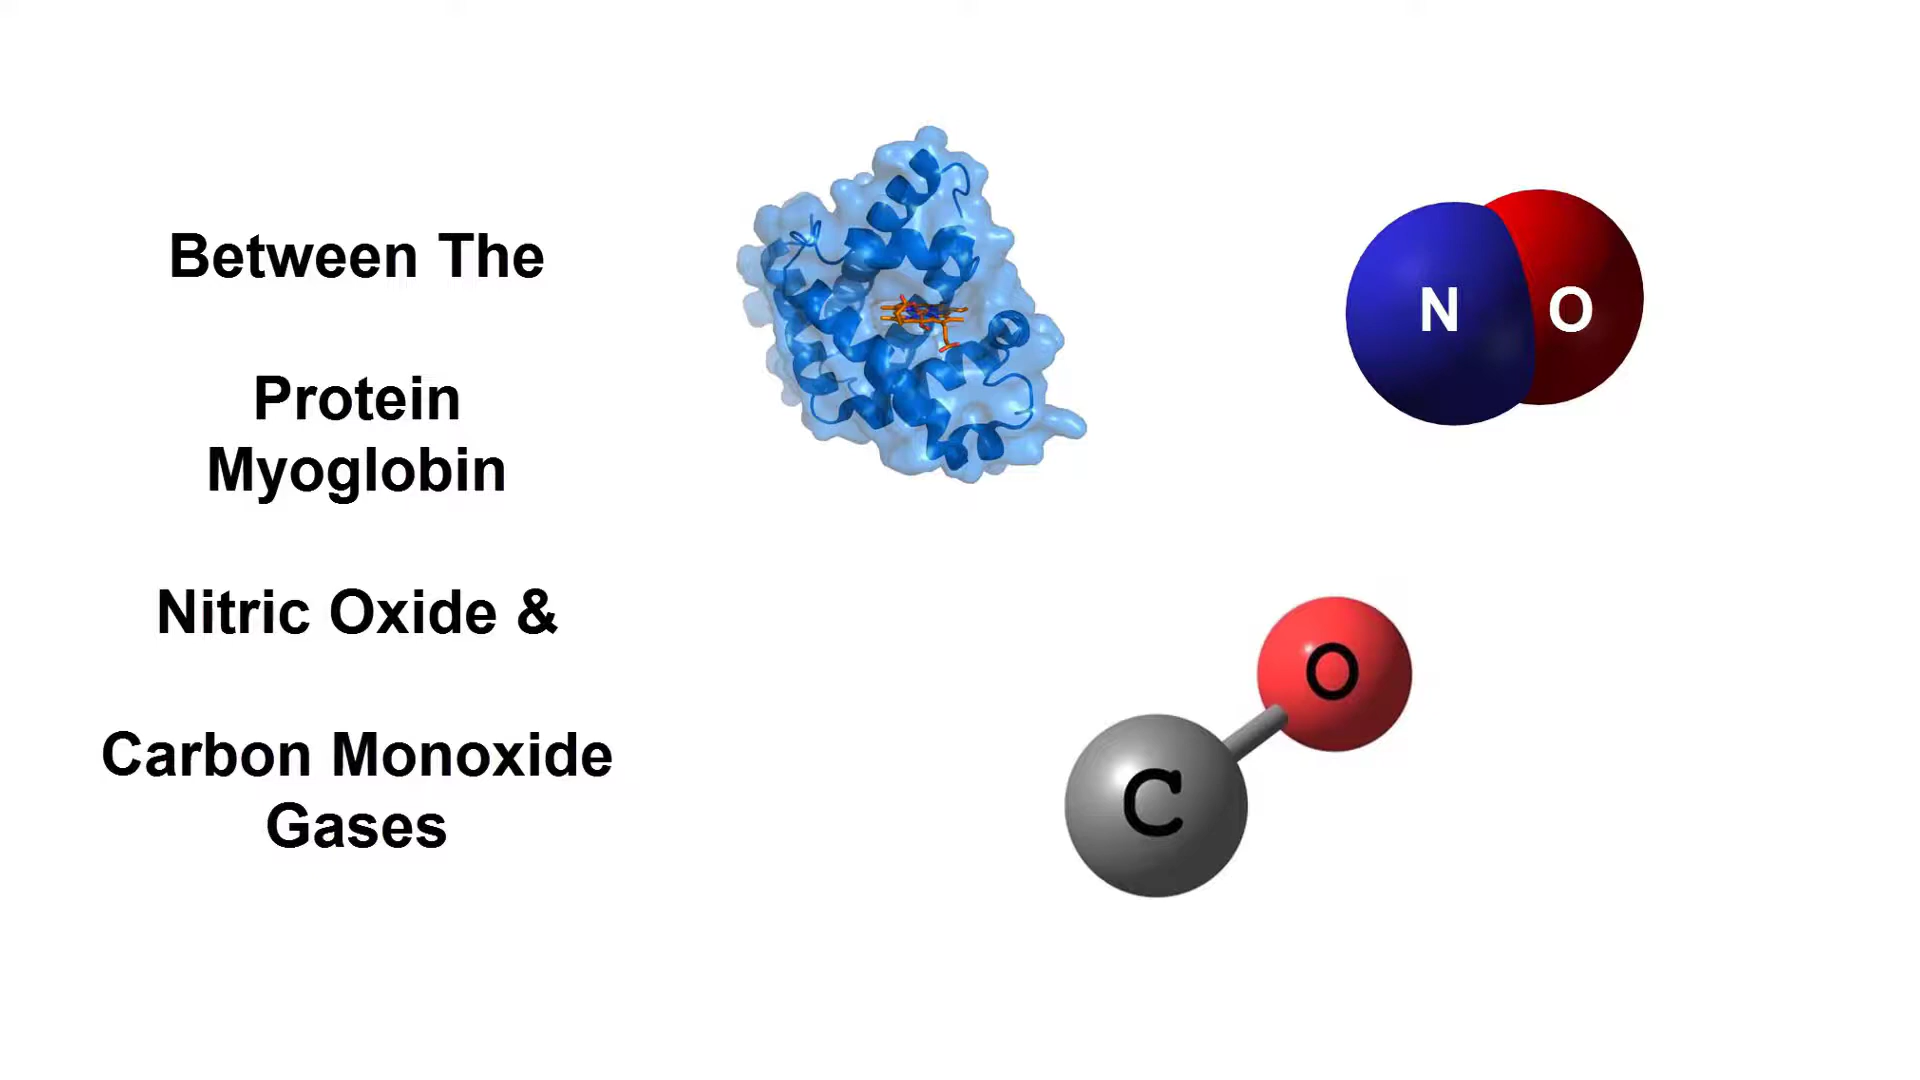 Between The
Protein
Myoglobin
Nitric Oxide &
Carbon Monoxide
Gases
N O
O
C